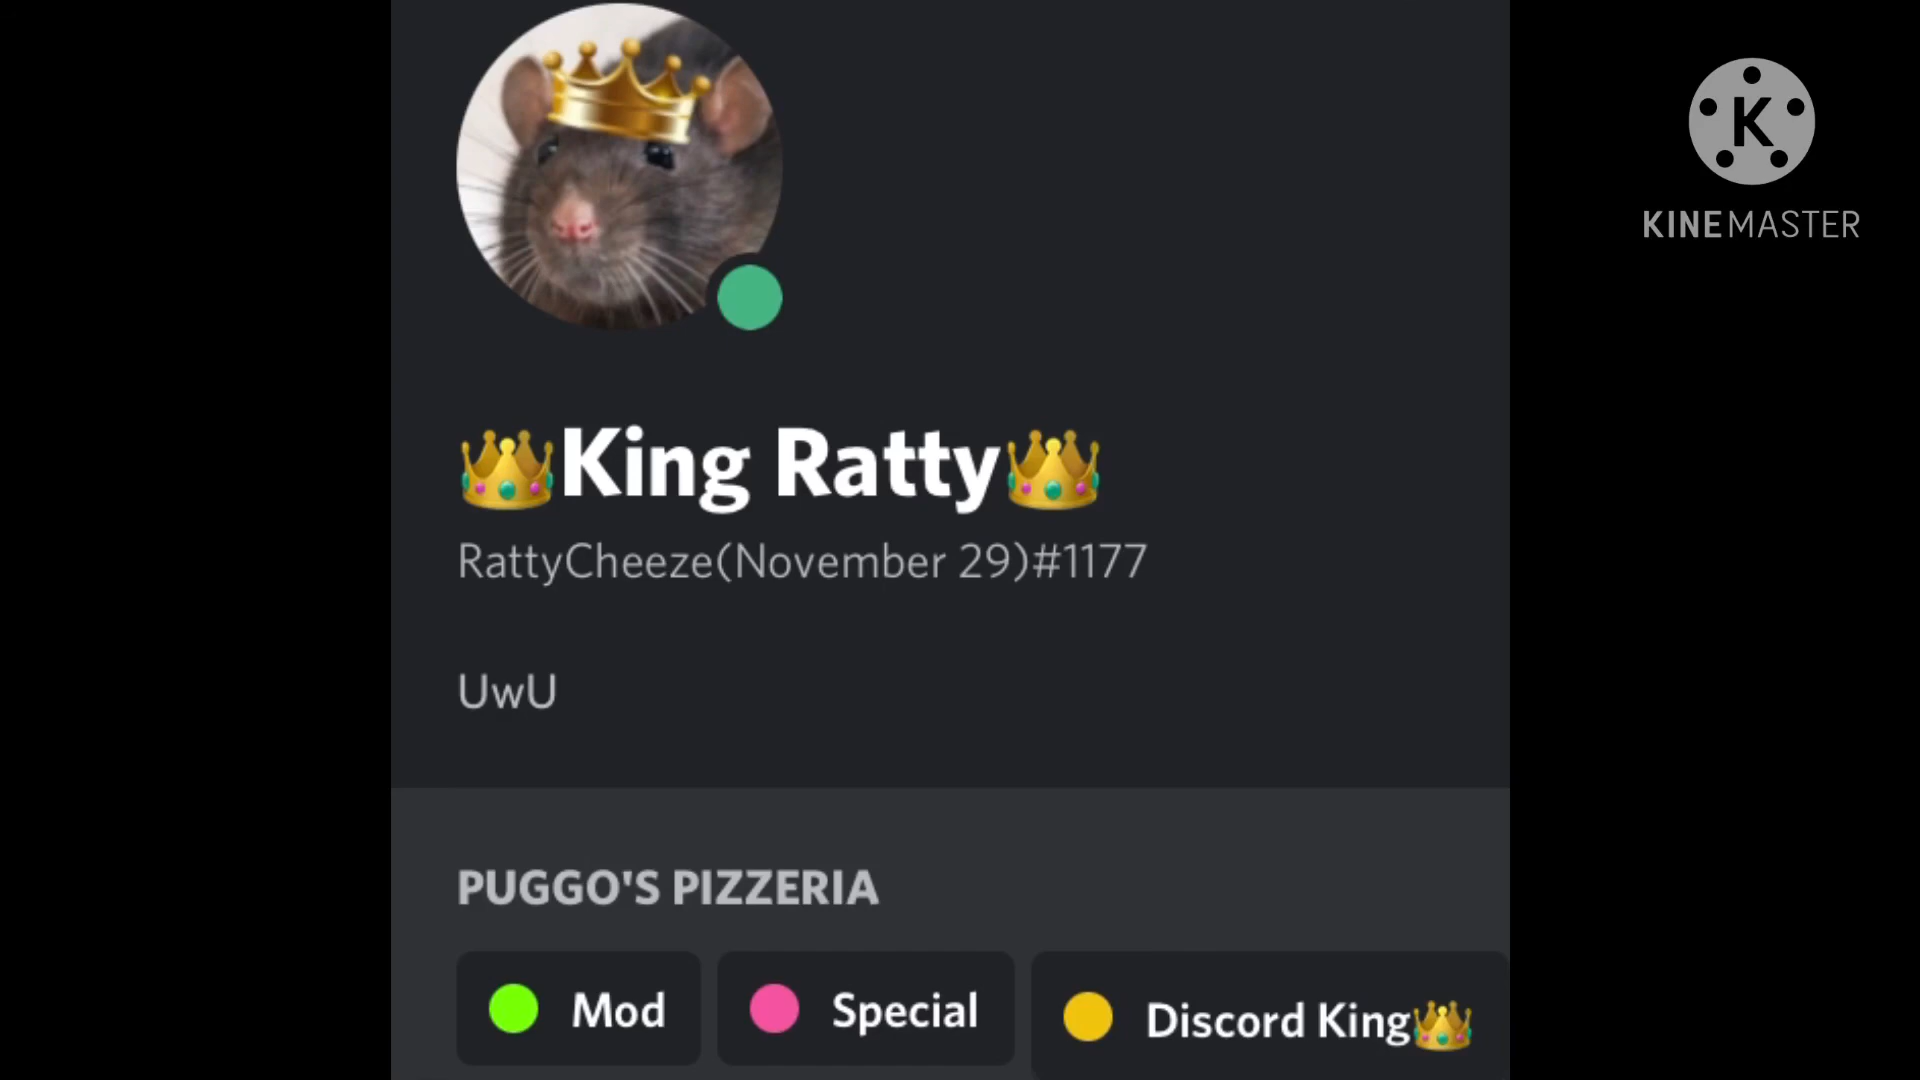 K
KINEMASTER
👑King Ratty👑
RattyCheeze(November 29)#1177
UwU
PUGGO'S PIZZERIA
Mod
Special
Discord King👑